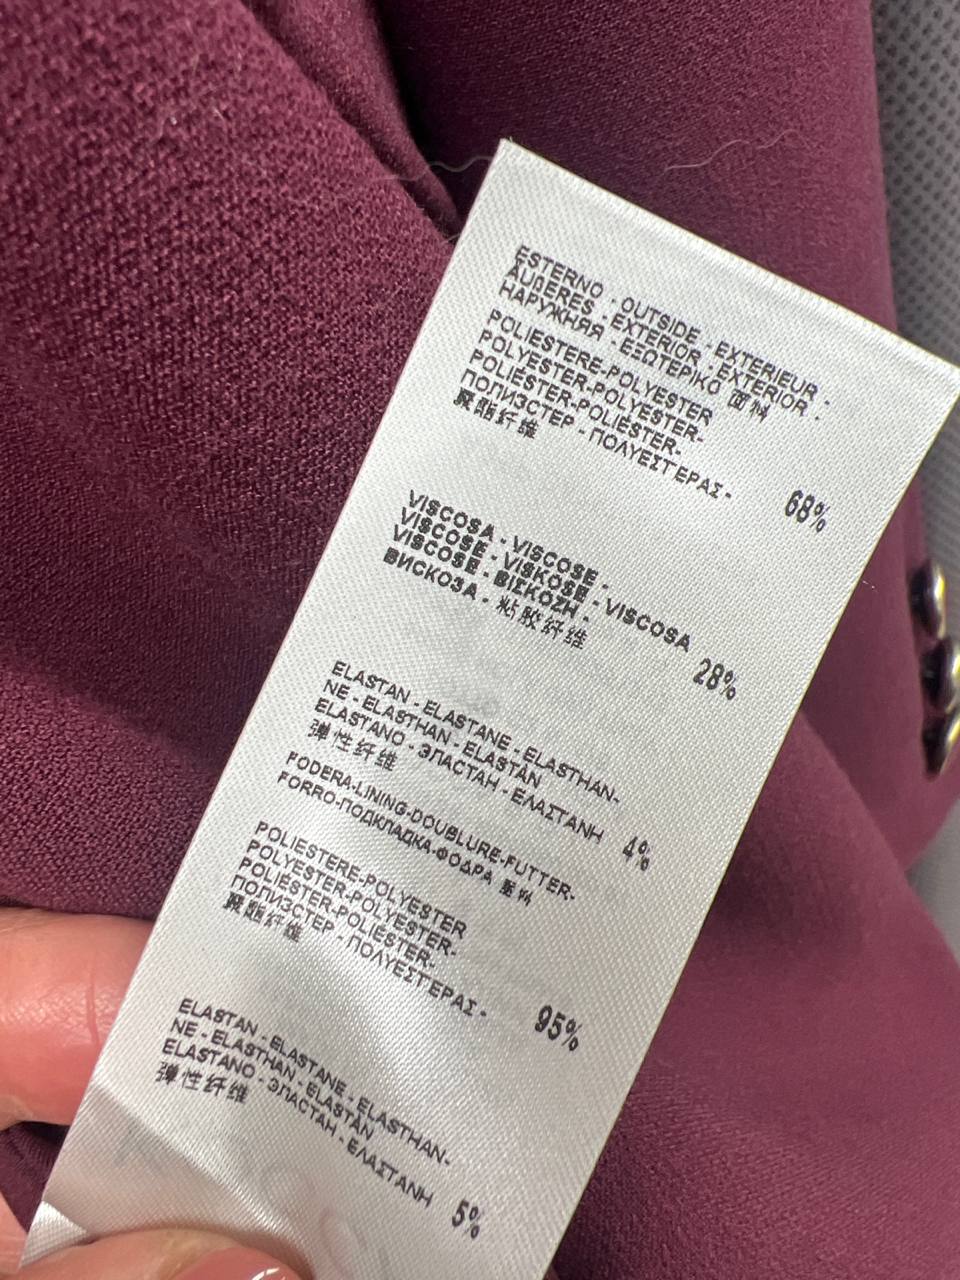 ESTERNO - OUTSIDE - EXTERIEUR -
AUßERES - EXTERIOR - EXTERIOR -
НАРУЖНЯЯ - ΕΞΩΤΕΡΙΚΟ 面料
POLIESTERE-POLYESTER
POLYESTER-POLYESTER-
POLIÉSTER-POLIÉSTER-
ПОЛИЭСТЕР - ΠΟΛΥΕΣΤΕΡΑΣ -
聚酯纤维 68%
VISCOSA - VISCOSE -
VISCOSE - VISKOSE - VISCOSA
VISCOSE - ΒΙΣΚΟΖΗ -
ВИСКОЗА - 粘胶纤维 28%
ELASTAN - ELASTANE - ELASTHAN-
NE - ELASTHAN - ELASTÅN
ELASTANO - ЭЛАСТАН - ΕΛΑΣΤΑΝΗ
弹性纤维 4%
FODERA-LINING-DOUBLURE-FUTTER-
FORRO-ПОДКЛАДКА-ΦΟΔΡΑ 里料
POLIESTERE-POLYESTER
POLYESTER-POLYESTER-
POLIÉSTER-POLIÉSTER-
ПОЛИЭСТЕР - ΠΟΛΥΕΣΤΕΡΑΣ -
聚酯纤维 95%
ELASTAN - ELASTANE - ELASTHAN-
NE - ELASTHAN - ELASTÅN
ELASTANO - ЭЛАСТАН - ΕΛΑΣΤΑΝΗ
弹性纤维 5%